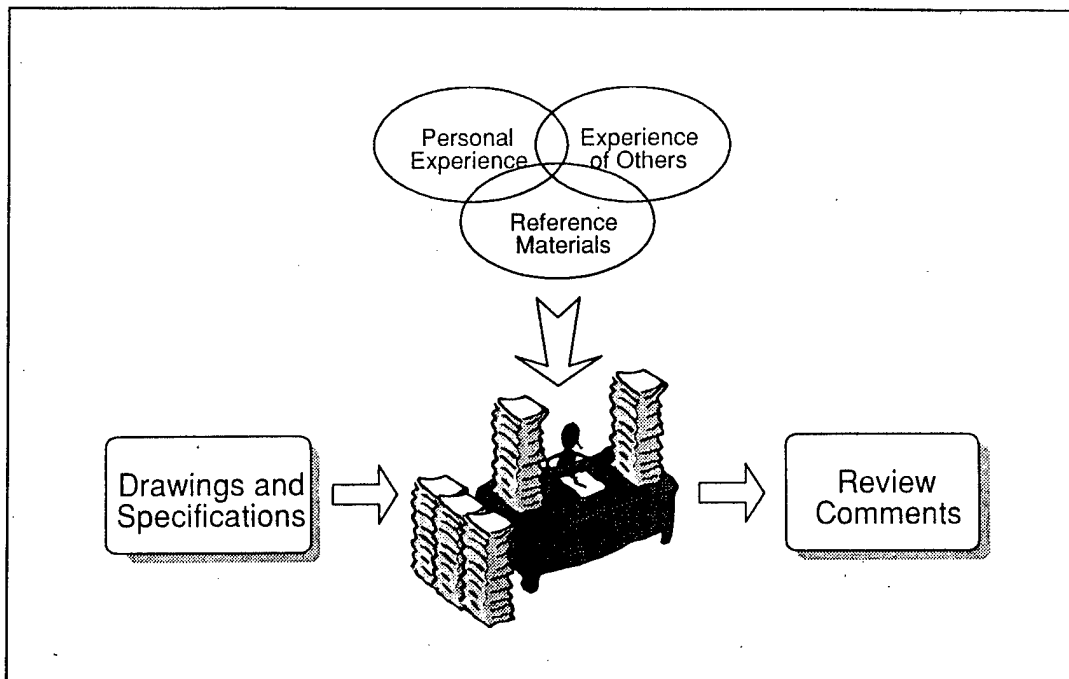 Personal
Experience
Experience
of Others
Reference
Materials
Drawings and
Specifications
Review
Comments